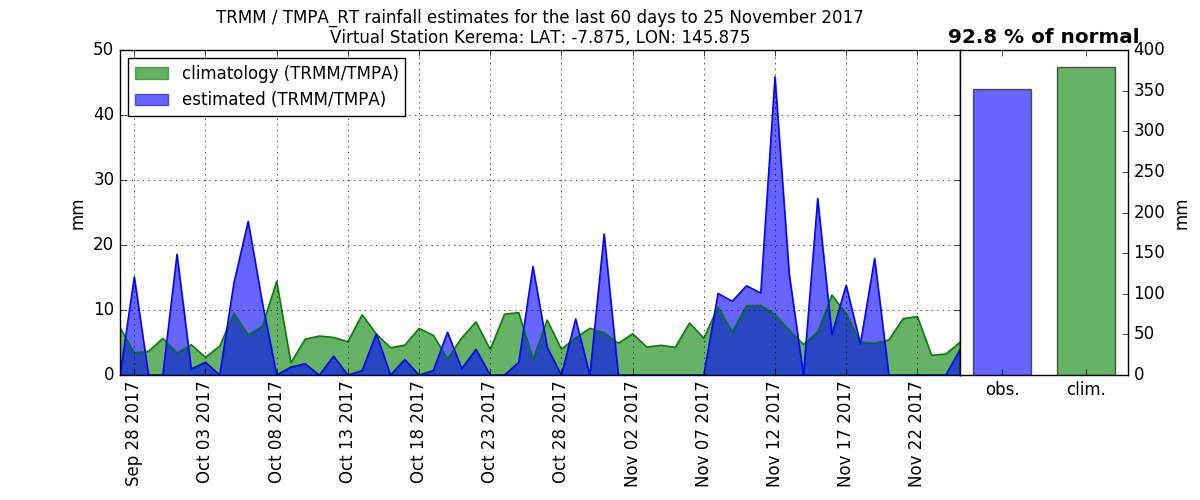 TRMM / TMPA_RT rainfall estimates for the last 60 days to 25 November 2017
Virtual Station Kerema: LAT: -7.875, LON: 145.875
92.8 % of normal
climatology (TRMM/TMPA)
estimated (TRMM/TMPA)
50
40
30
20
10
0
mm
Sep 28 2017
Oct 03 2017
Oct 08 2017
Oct 13 2017
Oct 18 2017
Oct 23 2017
Oct 28 2017
Nov 02 2017
Nov 07 2017
Nov 12 2017
Nov 17 2017
Nov 22 2017
obs.
clim.
400
350
300
250
200
150
100
50
0
mm